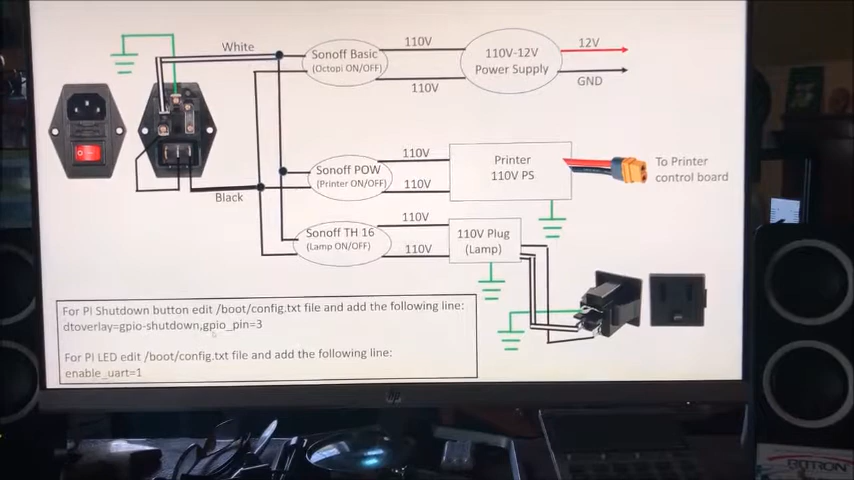 White
Sonoff Basic
(Octopi ON/OFF)
110V
110V
110V-12V
Power Supply
12V
GND
Black
Sonoff POW
(Printer ON/OFF)
110V
110V
Printer
110V PS
To Printer
control board
Sonoff TH 16
(Lamp ON/OFF)
110V
110V
110V Plug
(Lamp)
For PI Shutdown button edit /boot/config.txt file and add the following line:
dtoverlay=gpio-shutdown,gpio_pin=3
For PI LED edit /boot/config.txt file and add the following line:
enable_uart=1
hp